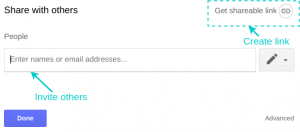 Share with others
Get shareable link
Create link
People
Enter names or email addresses...
Invite others
Done
Advanced